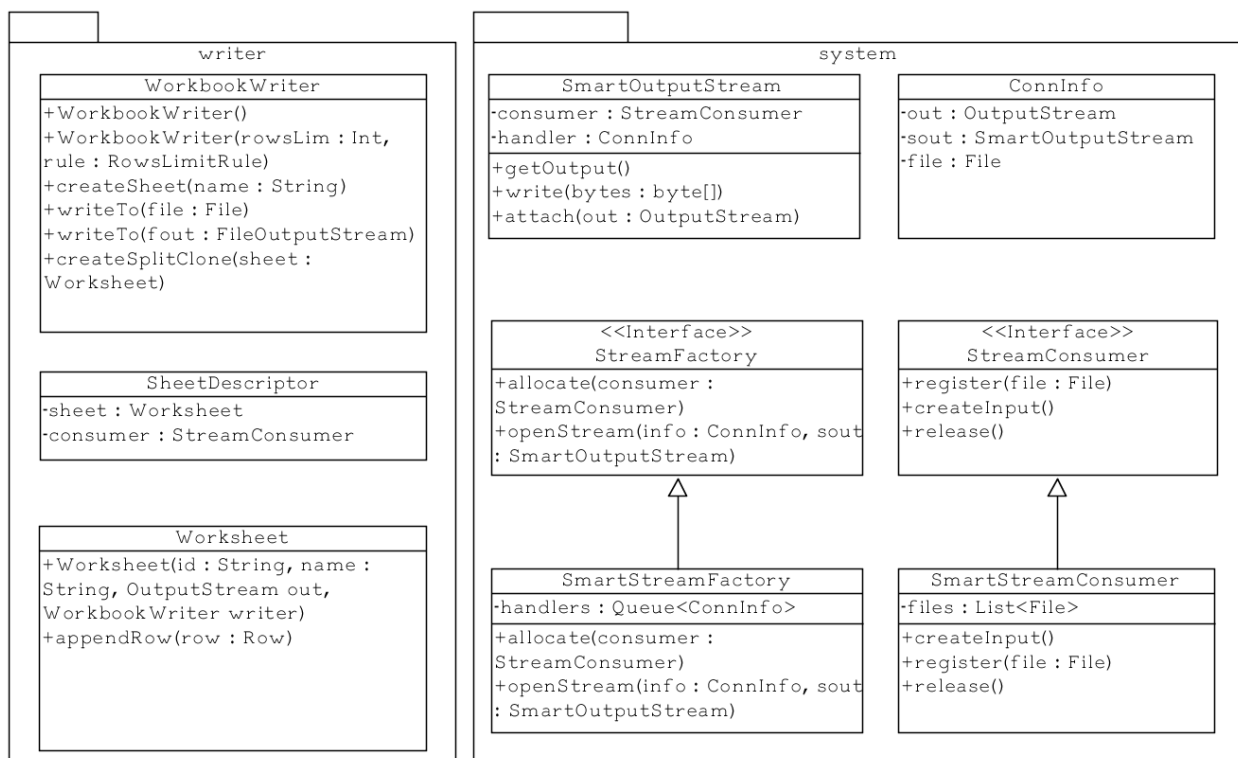 writer
WorkbookWriter
+WorkbookWriter()
+WorkbookWriter(rowsLim : Int,
rule : RowsLimitRule)
+createSheet(name : String)
+writeTo(file : File)
+writeTo(fout : FileOutputStream)
+createSplitClone(sheet :
Worksheet)
SheetDescriptor
-sheet : Worksheet
-consumer : StreamConsumer
Worksheet
+Worksheet(id : String, name :
String, OutputStream out,
WorkbookWriter writer)
+appendRow(row : Row)
system
SmartOutputStream
-consumer : StreamConsumer
-handler : ConnInfo
+getOutput()
+write(bytes : byte[])
+attach(out : OutputStream)
ConnInfo
-out : OutputStream
-sout : SmartOutputStream
-file : File
<<Interface>>
StreamFactory
+allocate(consumer :
StreamConsumer)
+openStream(info : ConnInfo, sout
: SmartOutputStream)
<<Interface>>
StreamConsumer
+register(file : File)
+createInput()
+release()
SmartStreamFactory
-handlers : Queue<ConnInfo>
+allocate(consumer :
StreamConsumer)
+openStream(info : ConnInfo, sout
: SmartOutputStream)
SmartStreamConsumer
-files : List<File>
+createInput()
+register(file : File)
+release()